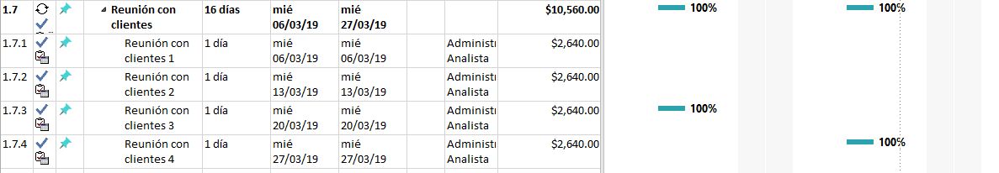 1.7 Reunión con 16 días mié mié $10,560.00 100% 100%
clientes 06/03/19 27/03/19
1.7.1 Reunión con 1 día mié mié Administ $2,640.00
clientes 1 06/03/19 06/03/19 Analista
1.7.2 Reunión con 1 día mié mié Administ $2,640.00
clientes 2 13/03/19 13/03/19 Analista
1.7.3 Reunión con 1 día mié mié Administ $2,640.00 100%
clientes 3 20/03/19 20/03/19 Analista
1.7.4 Reunión con 1 día mié mié Administ $2,640.00 100%
clientes 4 27/03/19 27/03/19 Analista